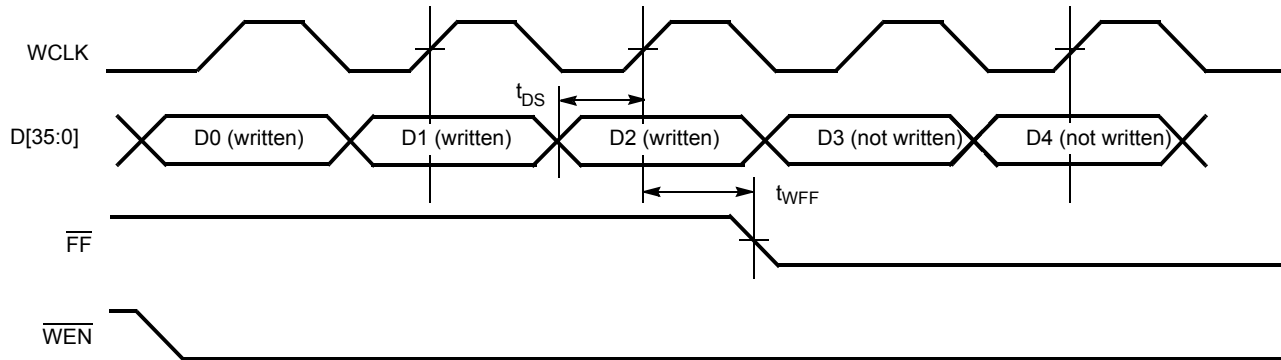 WCLK
tDS
D[35:0]
D0 (written)
D1 (written)
D2 (written)
D3 (not written)
D4 (not written)
tWFF
FF
WEN